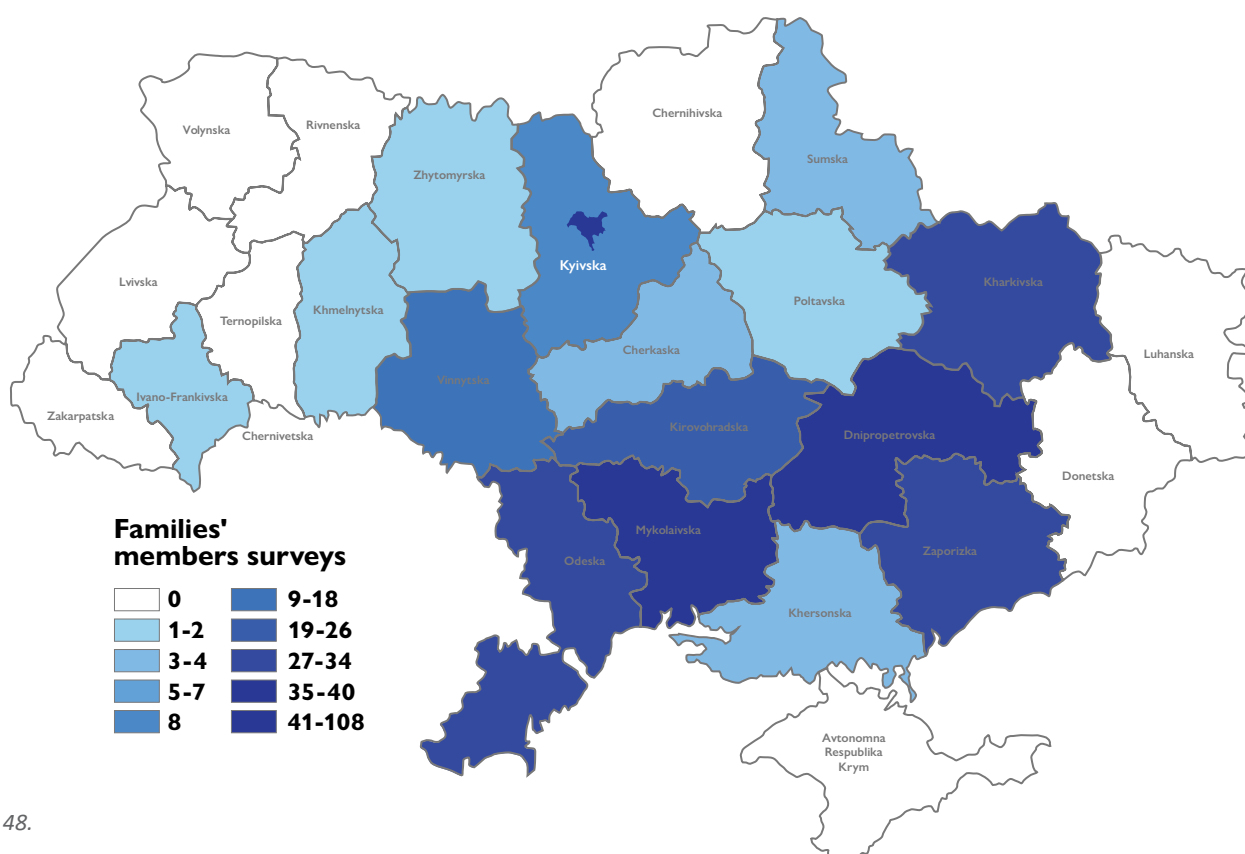 Chernihivska
Volynska
Rivnenska
Sumska
Zhytomyrska
Kyivska
Lvivska
Khmelnytska
Ternopilska
Poltavska
Kharkivska
Cherkaska
Luhanska
Vinnytska
Ivano-Frankivska
Zakarpatska
Chernivetska
Kirovohradska
Dnipropetrovska
Donetska
Mykolaivska
Odeska
Zaporizka
Khersonska
Avtonomna
Respublika
Krym
Families'
members surveys
0
1-2
3-4
5-7
8
9-18
19-26
27-34
35-40
41-108
48.